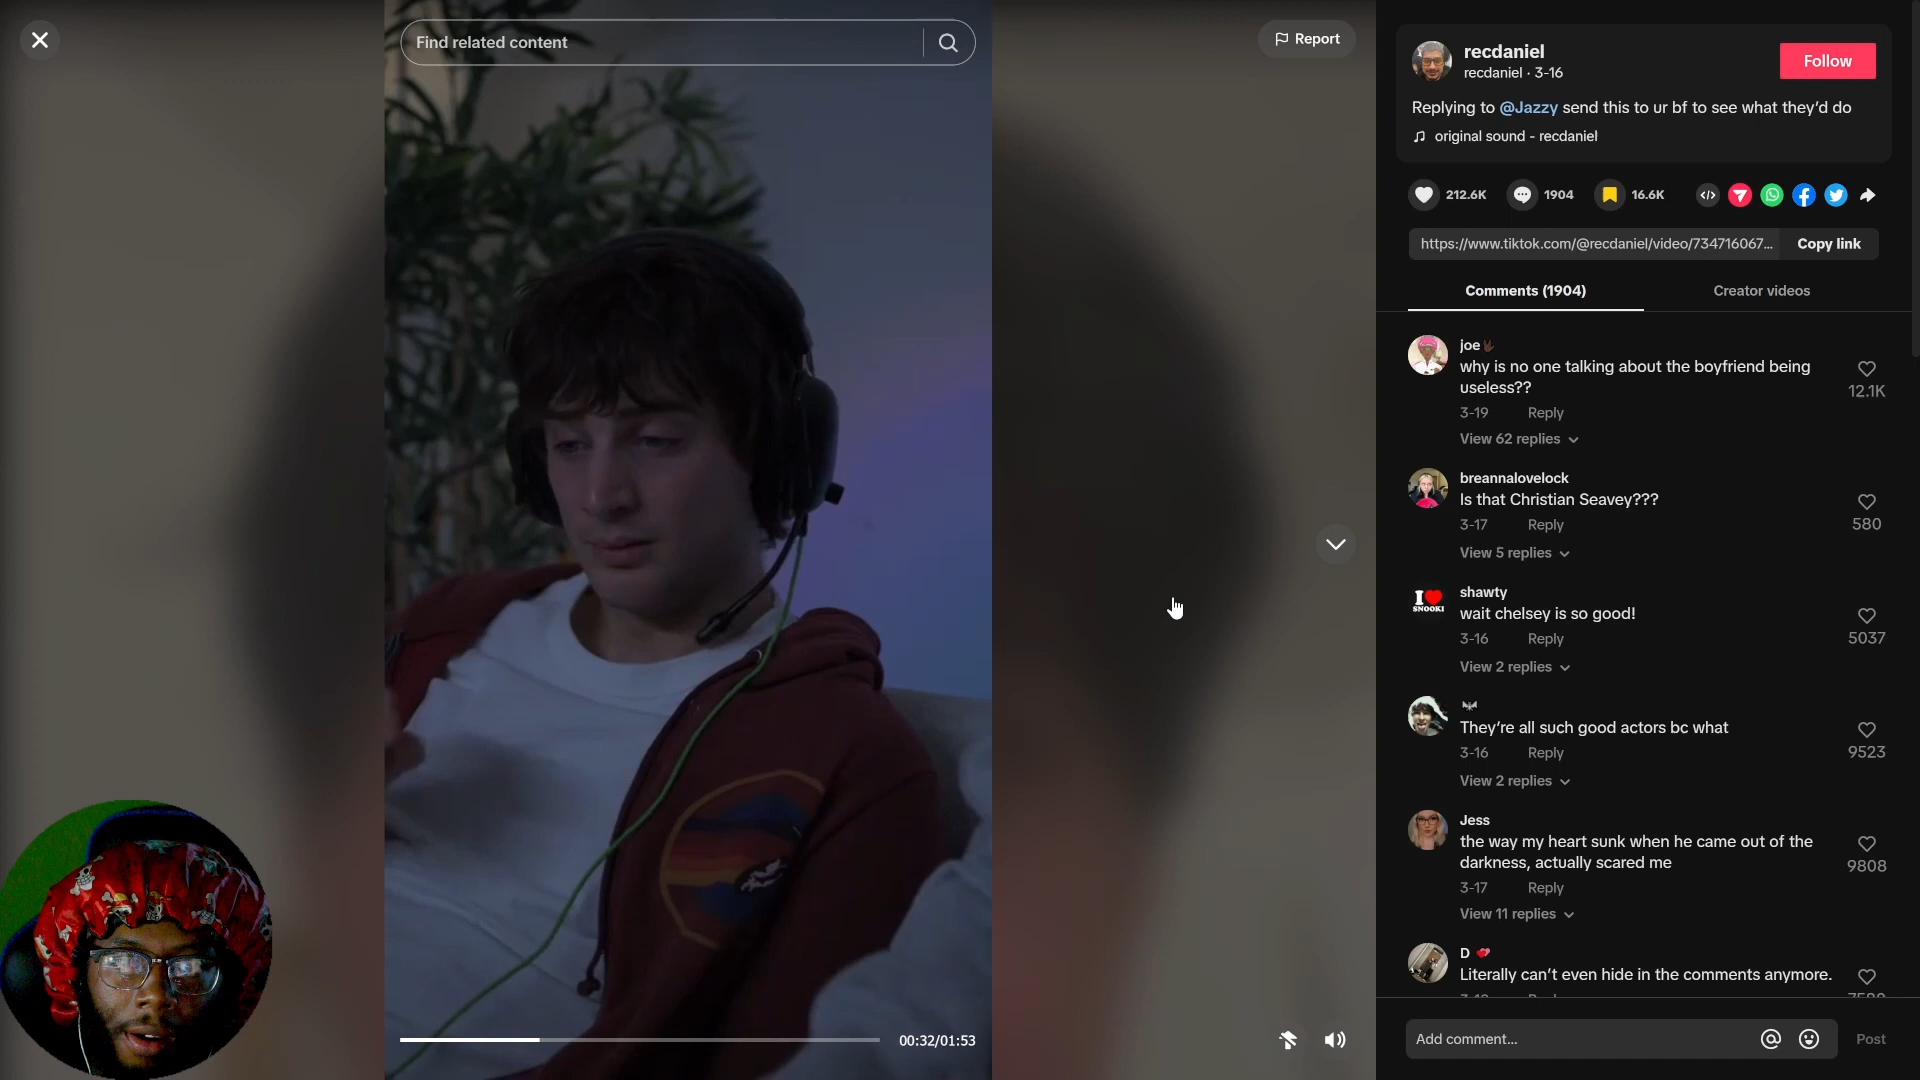 Find related content
Report
recdaniel
recdaniel · 3-16
Follow
Replying to @Jazzy send this to ur bf to see what they'd do
original sound - recdaniel
212.6K
1904
16.6K
https://www.tiktok.com/@recdaniel/video/734716067...
Copy link
Comments (1904)
Creator videos
joe
why is no one talking about the boyfriend being
useless??
12.1K
3-19 Reply
View 62 replies
breannalovelock
Is that Christian Seavey???
580
3-17 Reply
View 5 replies
I ❤ SNOOKI
shawty
wait chelsey is so good!
5037
3-16 Reply
View 2 replies
They're all such good actors bc what
9523
3-16 Reply
View 2 replies
Jess
the way my heart sunk when he came out of the
darkness, actually scared me
9808
3-17 Reply
View 11 replies
D
Literally can't even hide in the comments anymore.
00:32/01:53
Add comment...
Post